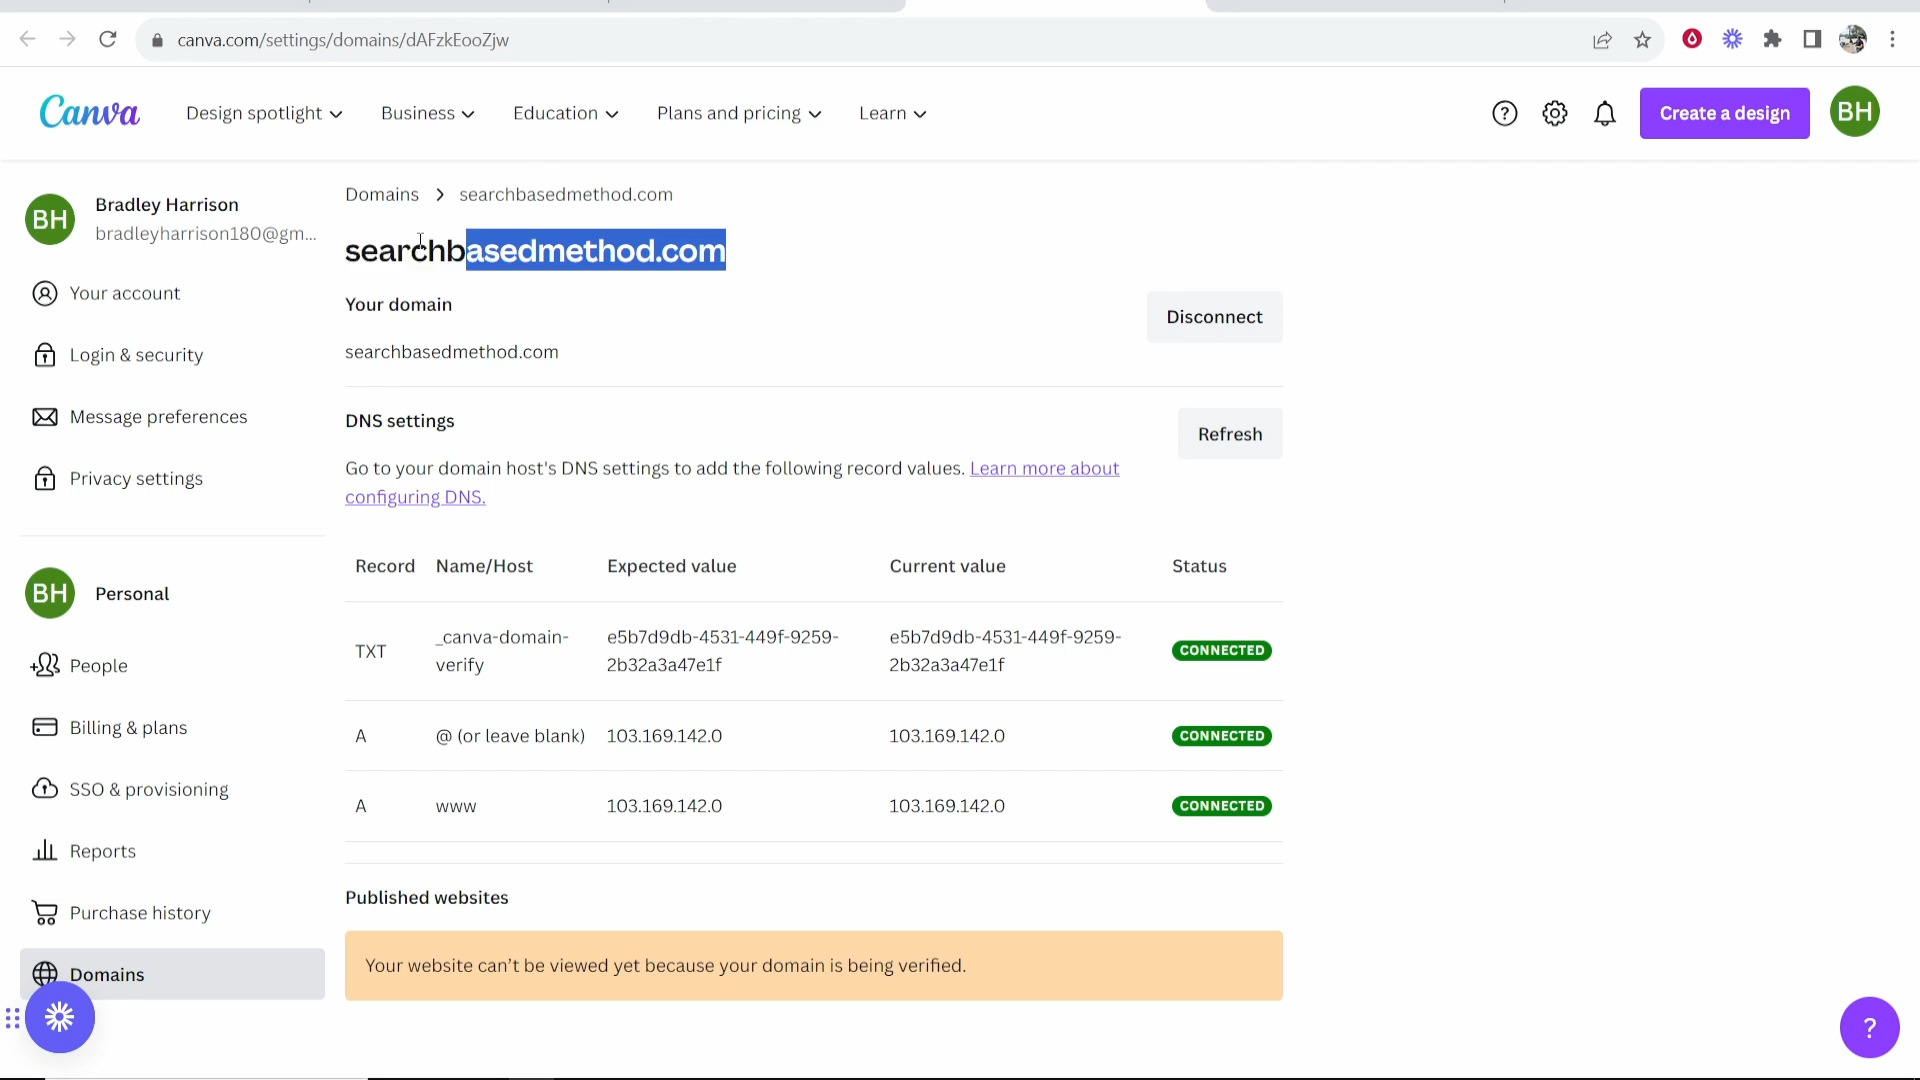 canva.com/settings/domains/dAFzkEooZjw
Canva
Design spotlight
Business
Education
Plans and pricing
Learn
?
Create a design
BH
BH
Bradley Harrison
bradleyharrison180@gm...
Your account
Login & security
Message preferences
Privacy settings
BH
Personal
People
Billing & plans
SSO & provisioning
Reports
Purchase history
Domains
Domains > searchbasedmethod.com
searchbasedmethod.com
Your domain
Disconnect
searchbasedmethod.com
DNS settings
Refresh
Go to your domain host's DNS settings to add the following record values. Learn more about
configuring DNS.
Record Name/Host Expected value Current value Status
TXT
_canva-domain-
verify
e5b7d9db-4531-449f-9259-
2b32a3a47e1f
e5b7d9db-4531-449f-9259-
2b32a3a47e1f
CONNECTED
A @ (or leave blank) 103.169.142.0 103.169.142.0 CONNECTED
A www 103.169.142.0 103.169.142.0 CONNECTED
Published websites
Your website can’t be viewed yet because your domain is being verified.
?